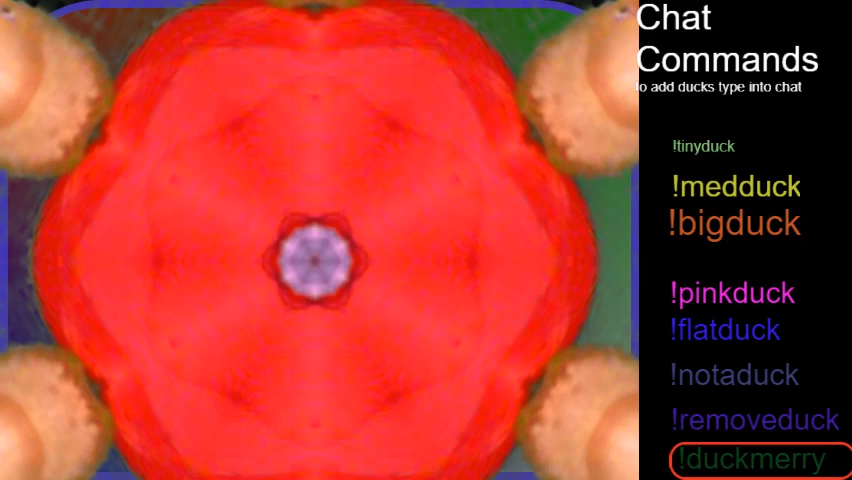 Chat
Commands
to add ducks type into chat
!tinyduck
!medduck
!bigduck
!pinkduck
!flatduck
!notaduck
!removeduck
!duckmerry